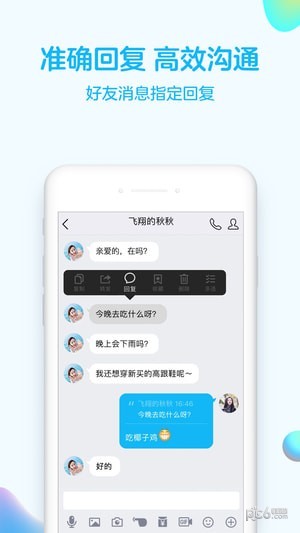 准确回复 高效沟通
好友消息指定回复
飞翔的秋秋
亲爱的，在吗?
复制
转发
回复
收藏
删除
多选
今晚去吃什么呀?
晚上会下雨吗?
我还想穿新买的高跟鞋呢～
飞翔的秋秋 16:46
今晚去吃什么呀?
吃椰子鸡
好的
GIF